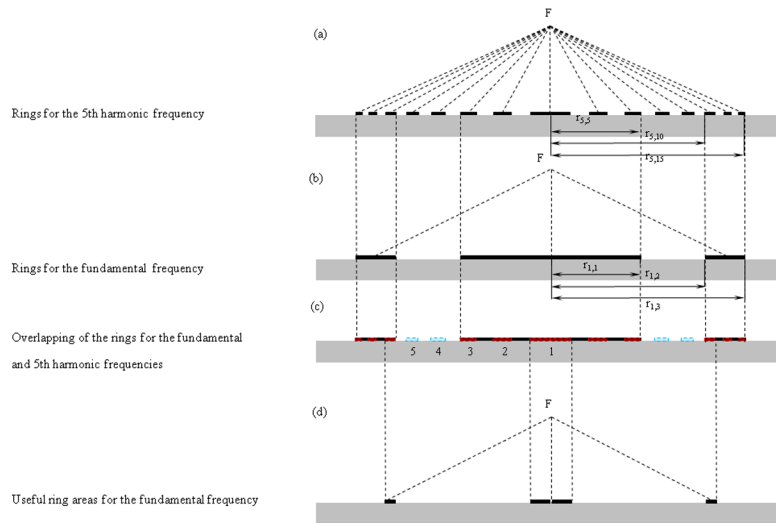 F
(a)
Rings for the 5th harmonic frequency
r5,5
r5,10
r5,15
F
(b)
Rings for the fundamental frequency
r1,1
r1,2
r1,3
(c)
Overlapping of the rings for the fundamental
and 5th harmonic frequencies
5 4 3 2 1
(d)
F
Useful ring areas for the fundamental frequency